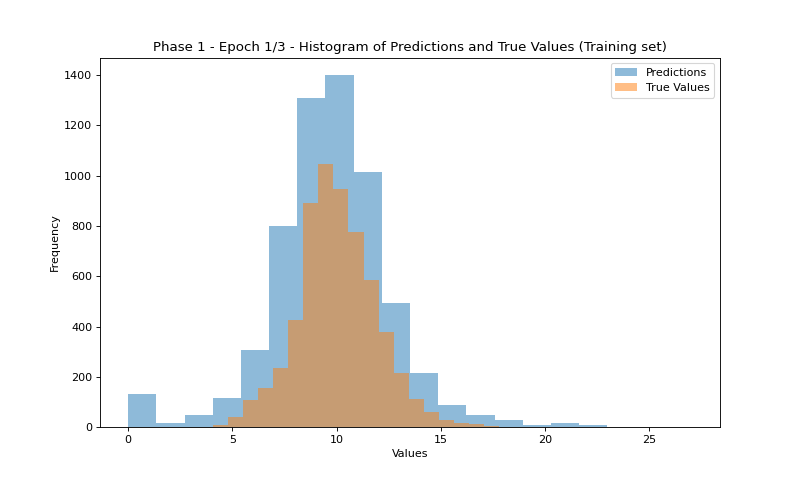 Phase 1 - Epoch 1/3 - Histogram of Predictions and True Values (Training set)
Predictions
True Values
1400
1200
1000
800
600
400
200
0
Frequency
0 5 10 15 20 25
Values